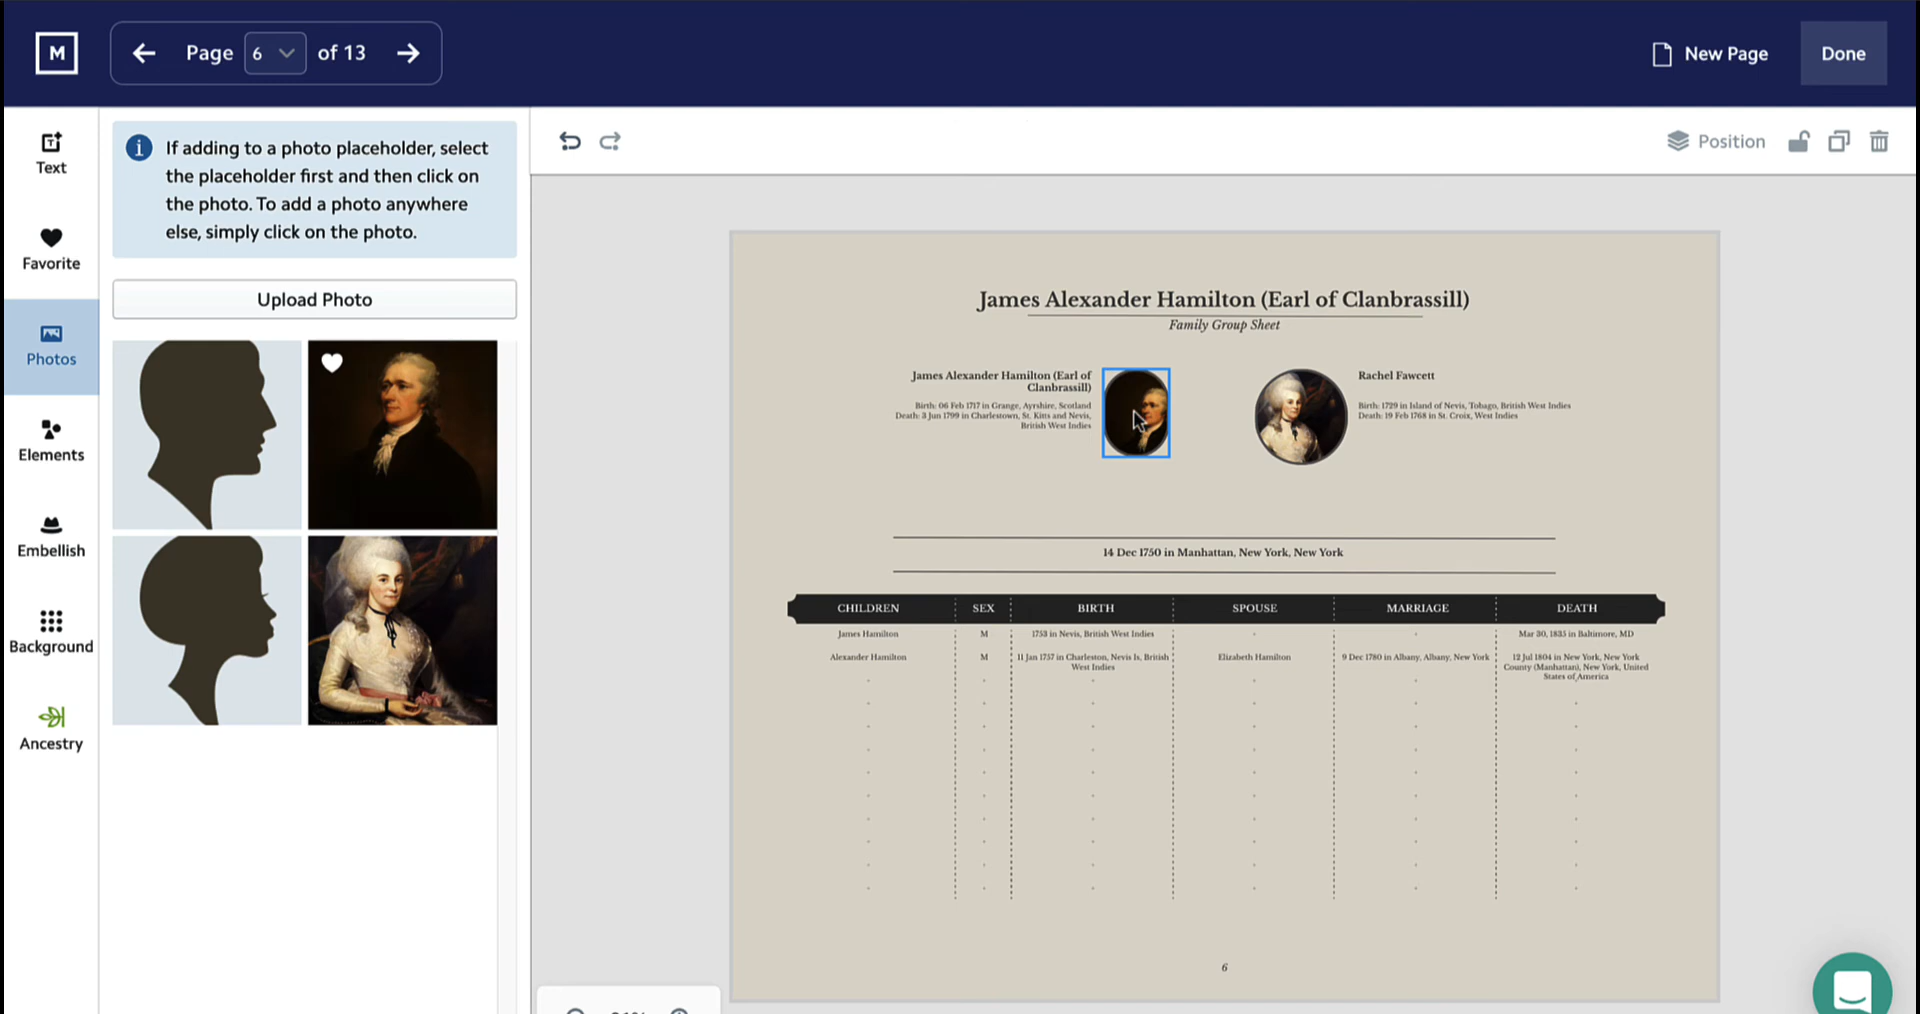 M
Page 6 of 13
New Page
Done
Text
Favorite
Photos
Elements
Embellish
Background
Ancestry
If adding to a photo placeholder, select
the placeholder first and then click on
the photo. To add a photo anywhere
else, simply click on the photo.
Upload Photo
Position
James Alexander Hamilton (Earl of Clanbrassill)
Family Group Sheet
James Alexander Hamilton (Earl of
Clanbrassill)
Birth: 06 Feb 1717 in Grange, Ayrshire, Scotland
Death: 3 Jun 1799 in Charlestown, St. Kitts and Nevis,
British West Indies
Rachel Fawcett
Birth: 1729 in Island of Nevis, Tobago, British West Indies
Death: 19 Feb 1768 in St. Croix, West Indies
14 Dec 1750 in Manhattan, New York, New York
CHILDREN SEX BIRTH SPOUSE MARRIAGE DEATH
James Hamilton M 1753 in Nevis, British West Indies - - Mar 30, 1835 in Baltimore, MD
Alexander Hamilton M 11 Jan 1757 in Charleston, Nevis Is, British Elizabeth Hamilton 9 Dec 1780 in Albany, Albany, New York 12 Jul 1804 in New York, New York
West Indies County (Manhattan), New York, United
States of America
6